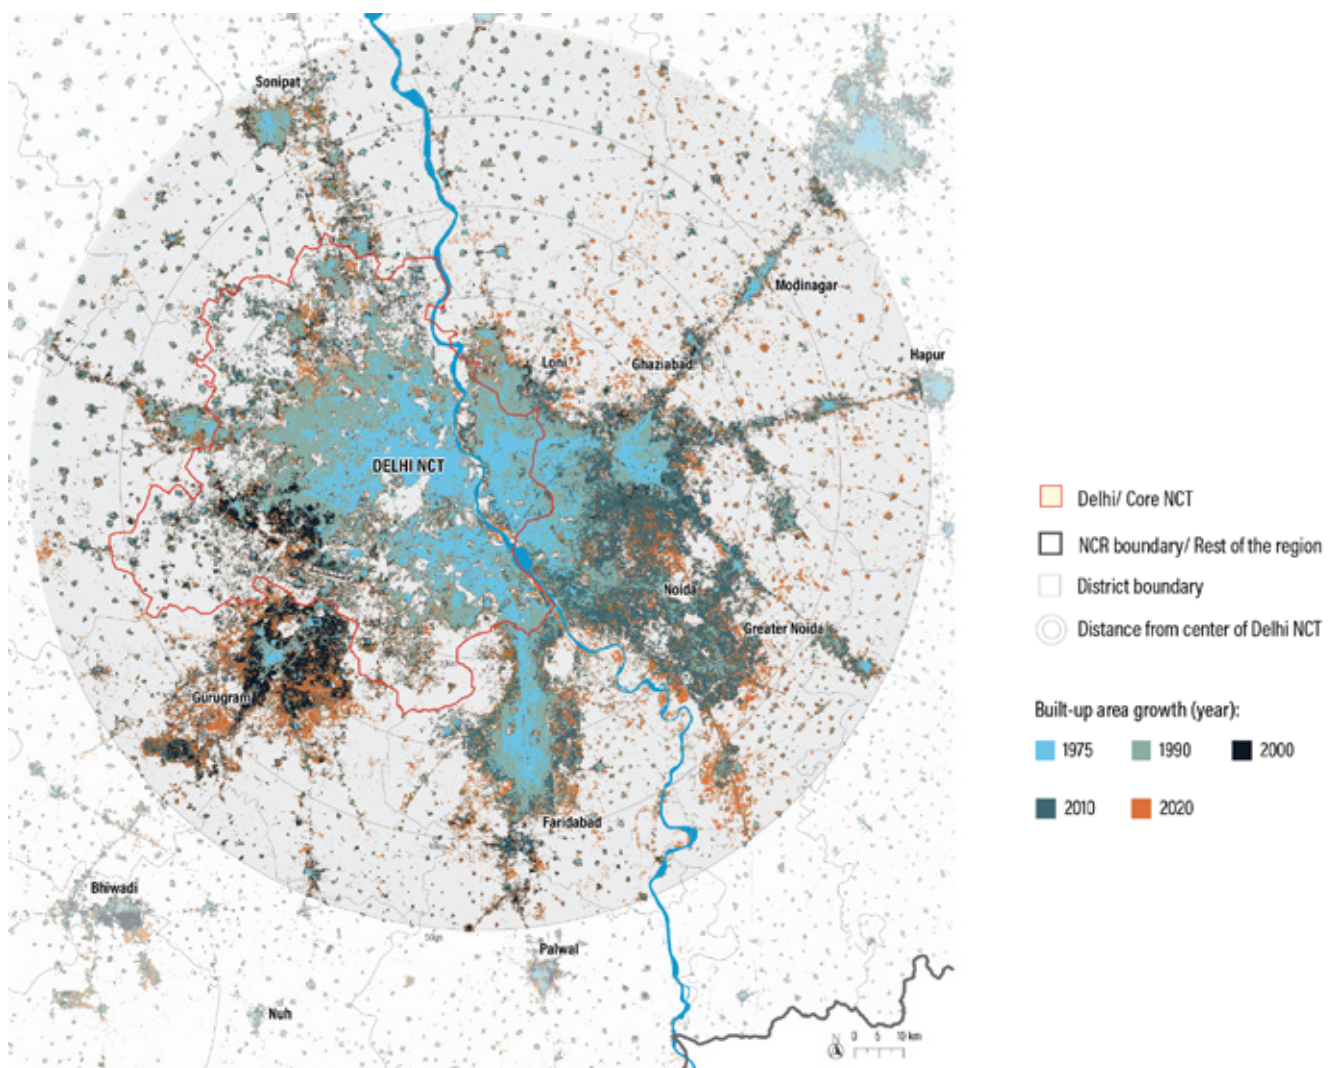 Sonipat
Modinagar
Hapur
Loni
Ghaziabad
DELHI NCT
Noida
Greater Noida
Gurugram
Faridabad
Bhiwadi
Palwal
Nuh
N
0 5 10 km
Delhi/ Core NCT
NCR boundary/ Rest of the region
District boundary
Distance from center of Delhi NCT
Built-up area growth (year):
1975 1990 2000
2010 2020